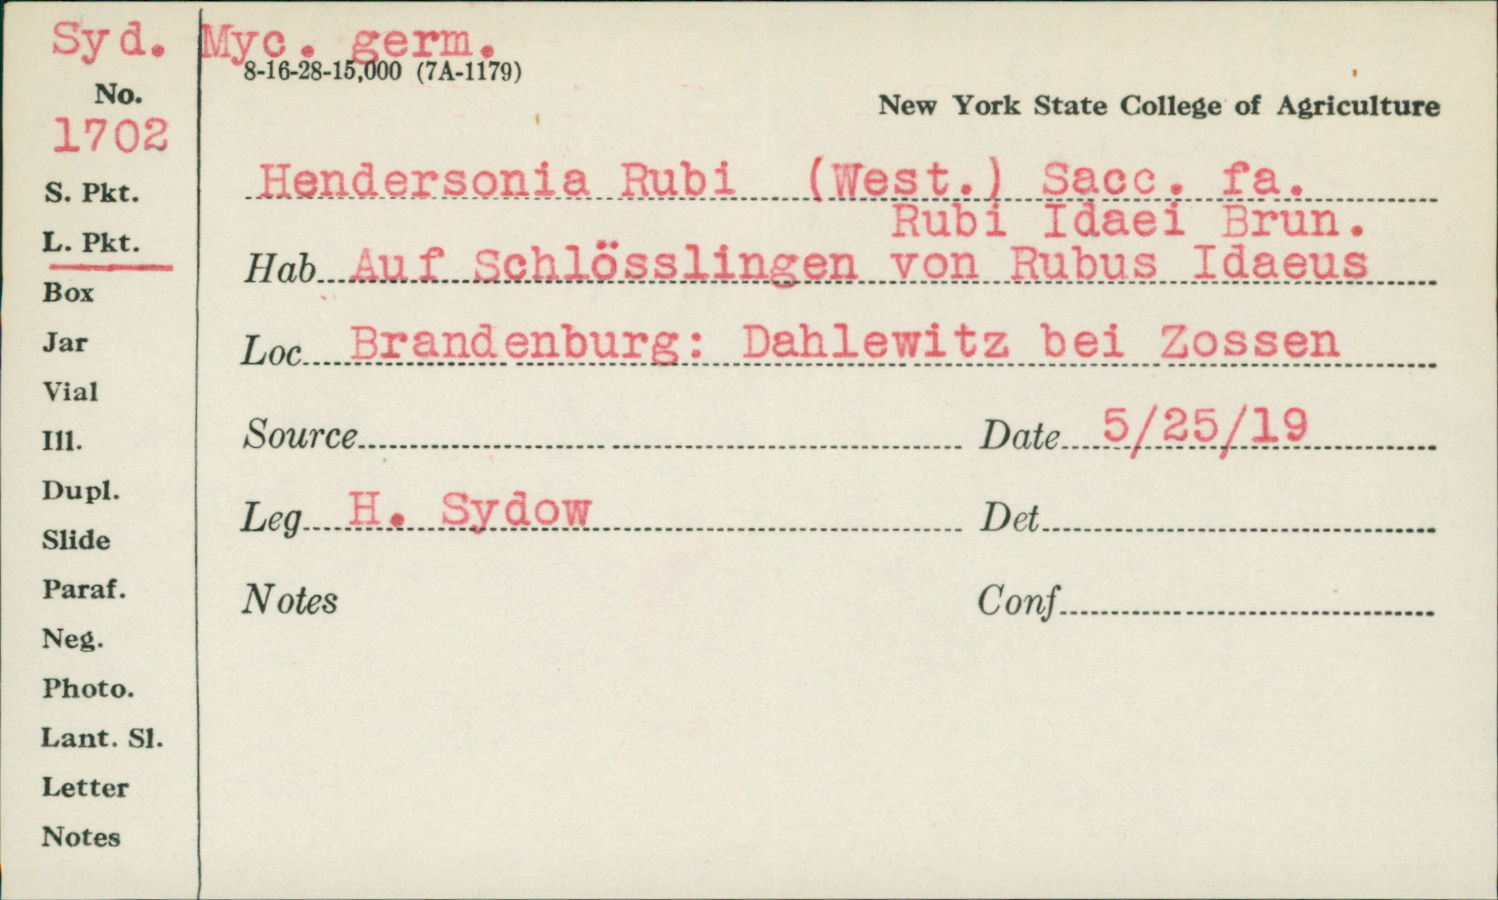 Syd. Myc. germ.
8-16-28-15,000 (7A-1179)
No.
1702
New York State College of Agriculture
S. Pkt.
Hendersonia Rubi (West.) Sacc. fa.
Rubi Idaei Brun.
L. Pkt.
Hab. Auf Schlösslingen von Rubus Idaeus
Box
Jar
Loc. Brandenburg: Dahlewitz bei Zossen
Vial
Ill.
Source Date 5/25/19
Dupl.
Leg. H. Sydow Det.
Slide
Paraf.
Notes Conf.
Neg.
Photo.
Lant. Sl.
Letter
Notes